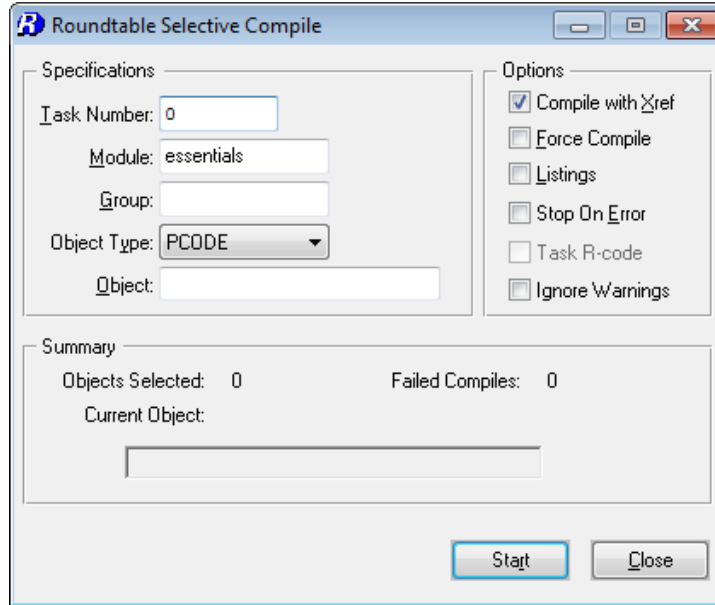 Roundtable Selective Compile
Specifications
Task Number: 0
Module: essentials
Group:
Object Type: PCODE
Object:
Options
Compile with Xref
Force Compile
Listings
Stop On Error
Task R-code
Ignore Warnings
Summary
Objects Selected: 0 Failed Compiles: 0
Current Object:
Start Close